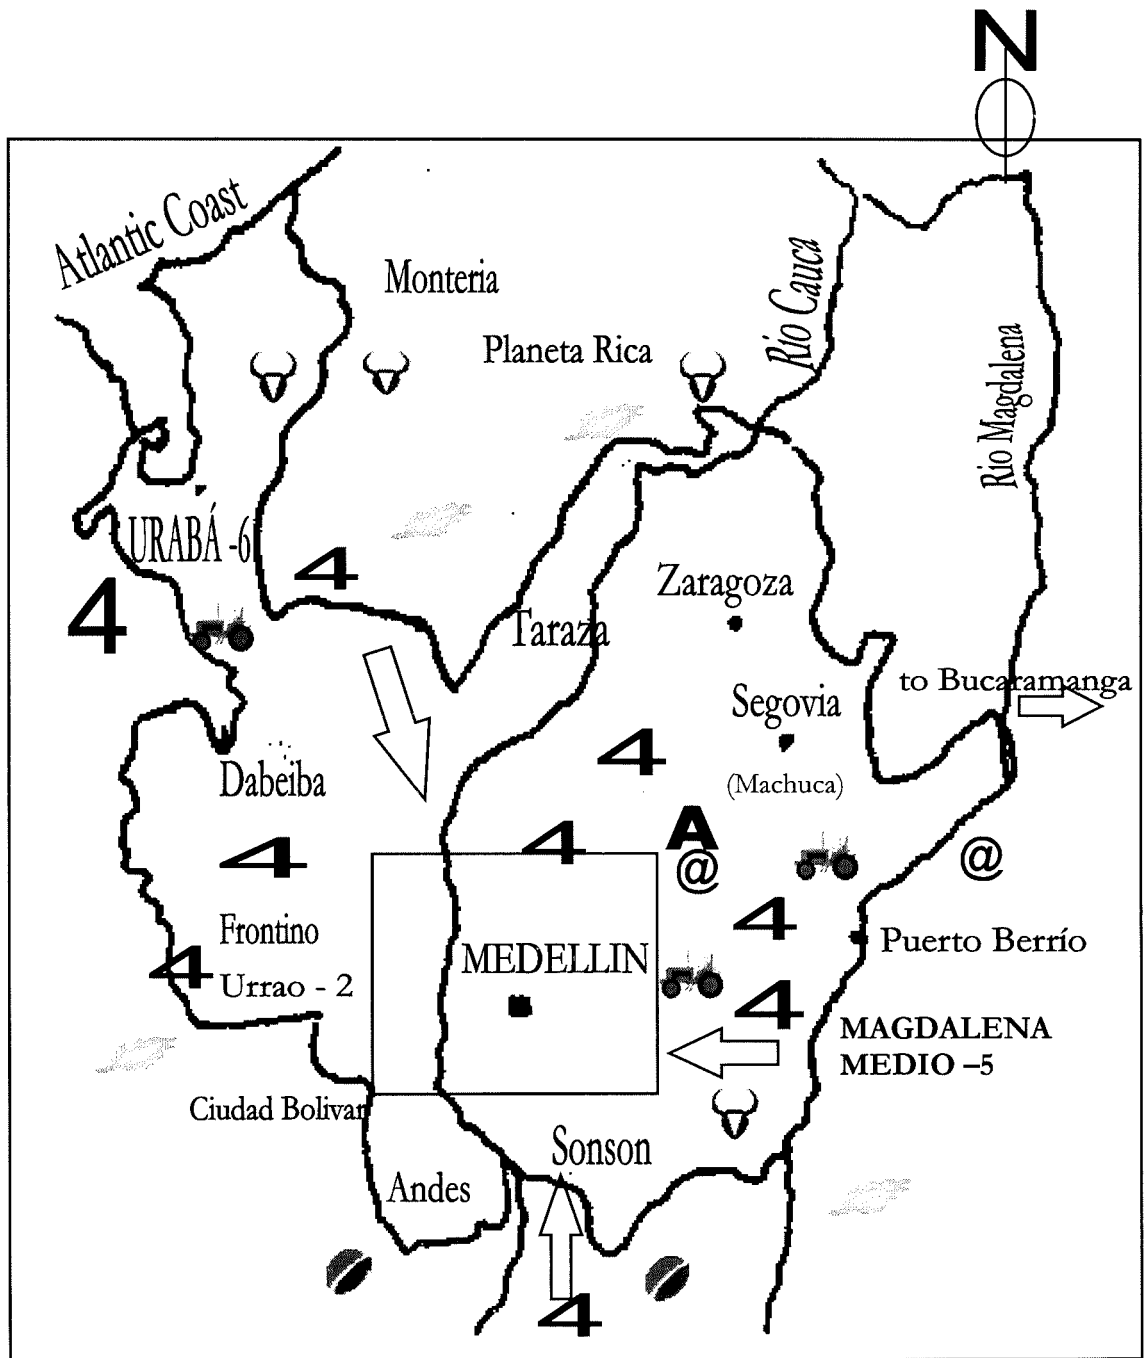 N
Atlantic Coast
Monteria
Río Cauca
Planeta Rica
Río Magdalena
URABÁ -6
4
4
Zaragoza
Taraza
to Bucaramanga
Segovia
4
Dabeiba
(Machuca)
A
4
4
@
@
4
Frontino
Puerto Berrío
MEDELLIN
4
Urrao - 2
4
MAGDALENA
MEDIO –5
Ciudad Bolivar
Sonson
Andes
4